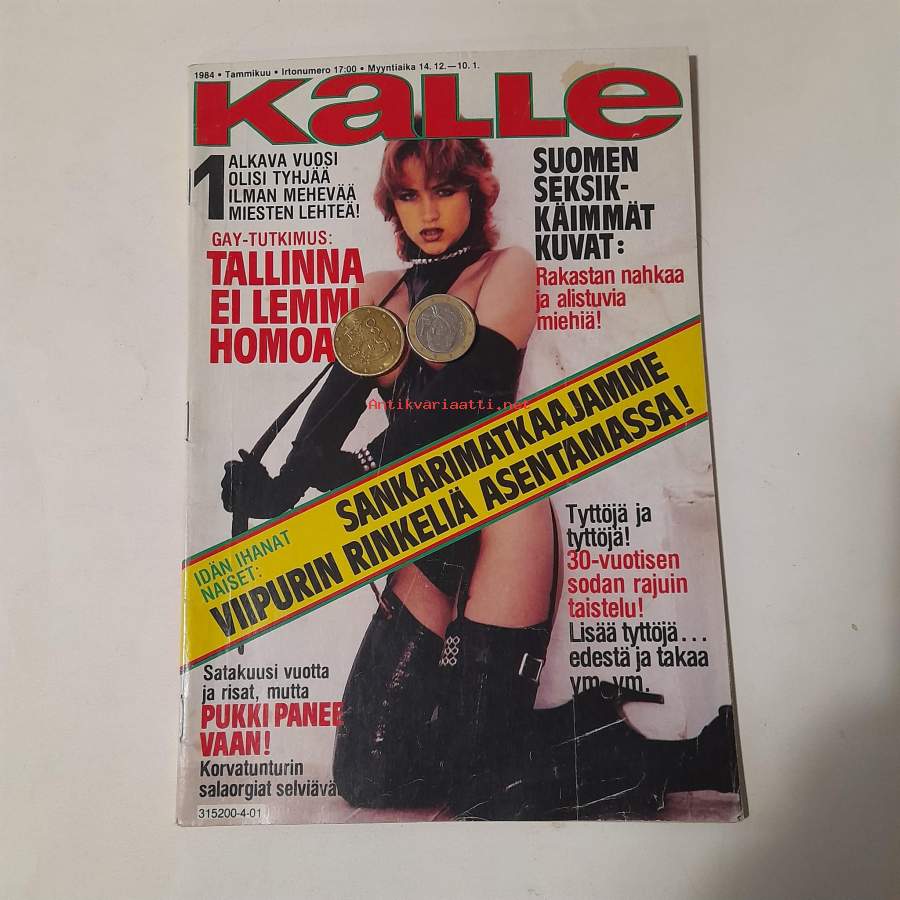 1984 • Tammikuu • Irtonumero 17:00 • Myyntiaika 14. 12.—10. 1.
KaLLe
1
ALKAVA VUOSI
OLISI TYHJÄÄ
ILMAN MEHEVÄÄ
MIESTEN LEHTEÄ!
GAY-TUTKIMUS:
TALLINNA
EI LEMMI
HOMOA
SUOMEN
SEKSIK-
KÄIMMÄT
KUVAT:
Rakastan nahkaa
ja alistuvia
miehiä!
Antikvariaatti.net
IDÄN IHANAT
NAISET:
SANKARIMATKAAJAMME
VIIPURIN RINKELIÄ ASENTAMASSA!
Tyttöjä ja
tyttöjä!
30-vuotisen
sodan rajuin
taistelu!
Lisää tyttöjä...
edestä ja takaa
ym. ym.
Satakuusi vuotta
ja risat, mutta
PUKKI PANEE
VAAN!
Korvatunturin
salaorgiat selviävät
315200-4-01